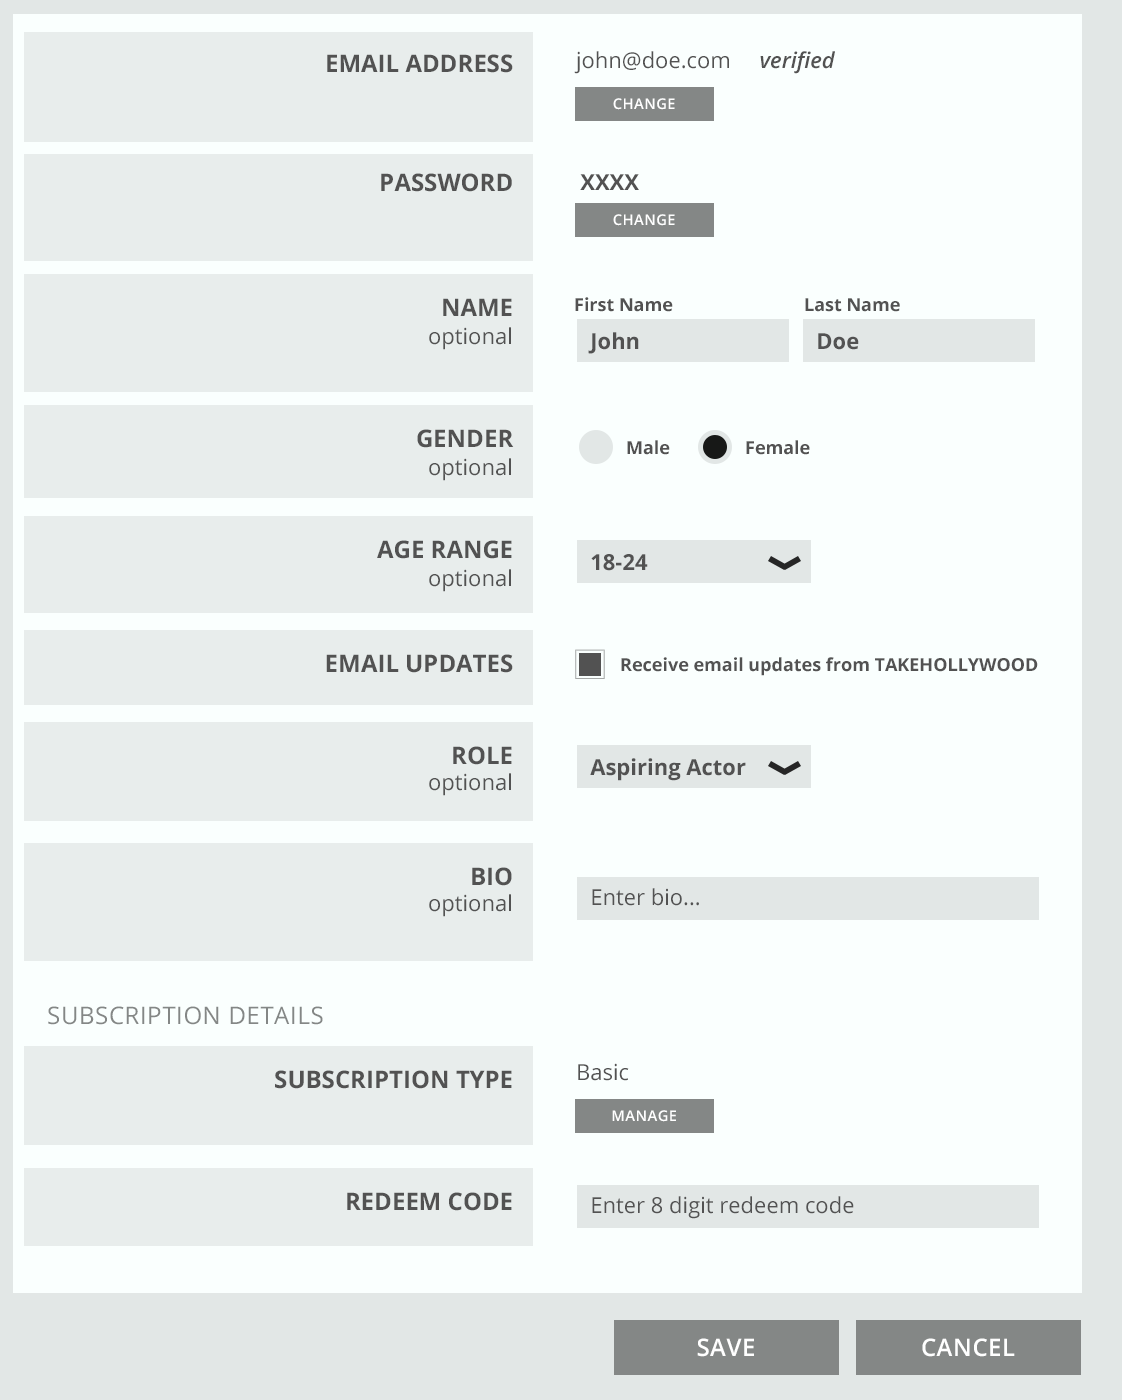 EMAIL ADDRESS
john@doe.com verified
CHANGE
PASSWORD
XXXX
CHANGE
NAME
optional
First Name Last Name
John Doe
GENDER
optional
Male Female
AGE RANGE
optional
18-24
EMAIL UPDATES
Receive email updates from TAKEHOLLYWOOD
ROLE
optional
Aspiring Actor
BIO
optional
Enter bio...
SUBSCRIPTION DETAILS
SUBSCRIPTION TYPE
Basic
MANAGE
REDEEM CODE
Enter 8 digit redeem code
SAVE CANCEL